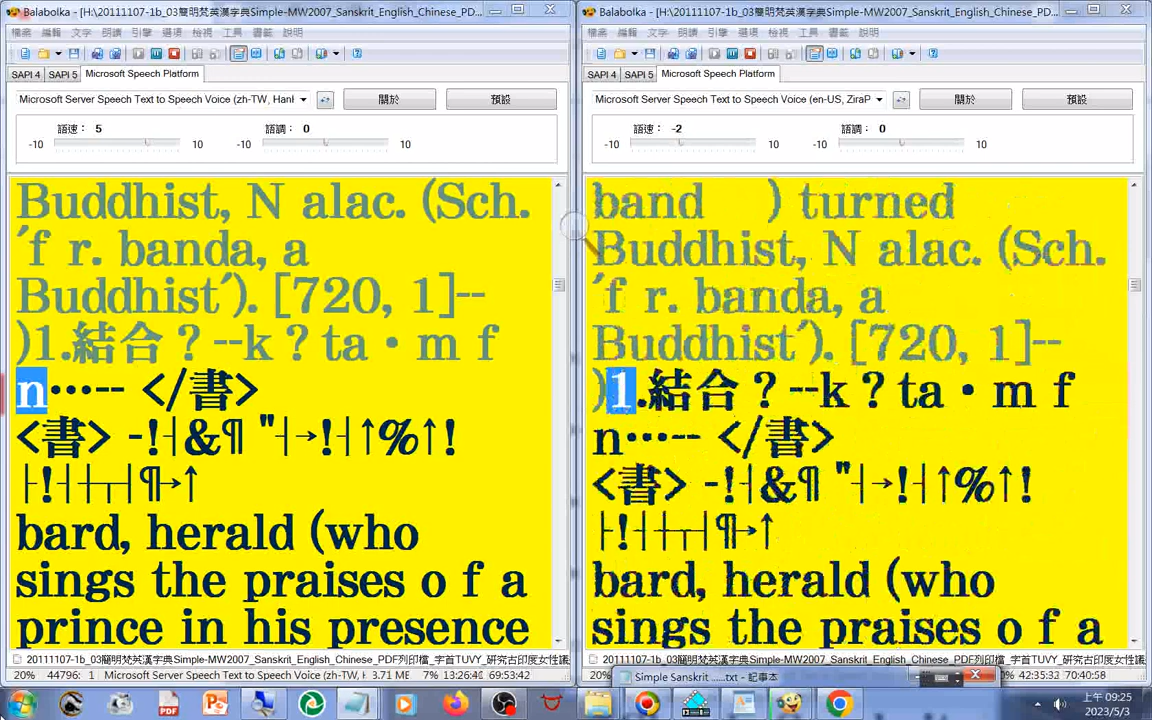 Balabolka - [H:\20111107-1b_03簡明梵英漢字典Simple-MW2007_Sanskrit_English_Chinese_PD...
檔案 編輯 文字 朗讀 引擎 選項 檢視 工具 書籤 說明
SAPI 4 SAPI 5 Microsoft Speech Platform
Microsoft Server Speech Text to Speech Voice (zh-TW, Hanl 關於 預設
語速： 5 語調： 0
-10 10 -10 10
Buddhist, N alac. (Sch.
'f r. banda, a
Buddhist'). [720, 1]--
)1.結合？--k？ta・m f
n…-- </書>
<書> -!┤&¶ "┤→!┤↑%↑!
├!┤┼┬┤¶→↑
bard, herald (who
sings the praises o f a
prince in his presence
20111107-1b_03簡明梵英漢字典Simple-MW2007_Sanskrit_English_Chinese_PDF列印檔_字首TUVY_研究古印度女性議
20% 44796: 1 Microsoft Server Speech Text to Speech Voice (zh-TW, H 3.71 MB 7% 13:26:40 69:53:42
Balabolka - [H:\20111107-1b_03簡明梵英漢字典Simple-MW2007_Sanskrit_English_Chinese_PD...
檔案 編輯 文字 朗讀 引擎 選項 檢視 工具 書籤 說明
SAPI 4 SAPI 5 Microsoft Speech Platform
Microsoft Server Speech Text to Speech Voice (en-US, ZiraP 關於 預設
語速： -2 語調： 0
-10 10 -10 10
band ) turned
Buddhist, N alac. (Sch.
'f r. banda, a
Buddhist'). [720, 1]--
)1.結合？--k？ta・m f
n…-- </書>
<書> -!┤&¶ "┤→!┤↑%↑!
├!┤┼┬┤¶→↑
bard, herald (who
sings the praises o f a
20111107-1b_03簡明梵英漢字典Simple-MW2007_Sanskrit_English_Chinese_PDF列印檔_字首TUVY_研究古印度女性議
20% Simple Sanskrit ......txt - 記事本 0% 42:35:32 70:40:58
上午 09:25
2023/5/3